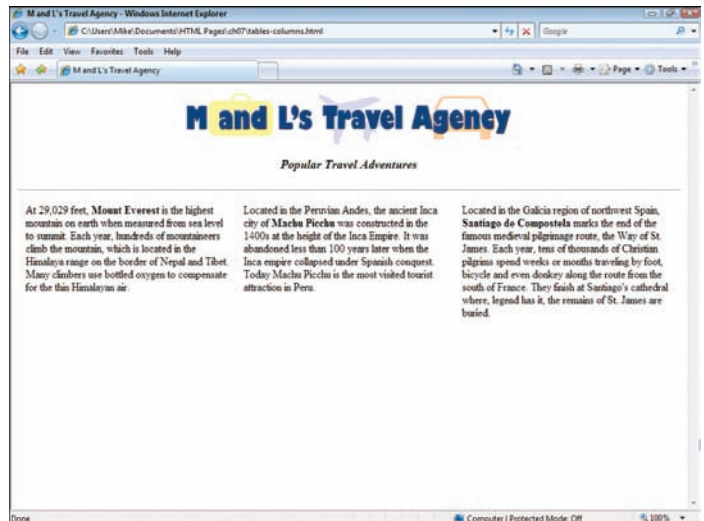 M and L's Travel Agency - Windows Internet Explorer
C:\Users\Mike\Documents\HTML Pages\ch07\tables-columns.html
Google
File Edit View Favorites Tools Help
M and L's Travel Agency
Page Tools
M and L's Travel Agency
Popular Travel Adventures
At 29,029 feet, Mount Everest is the highest
mountain on earth when measured from sea level
to summit. Each year, hundreds of mountaineers
climb the mountain, which is located in the
Himalaya range on the border of Nepal and Tibet.
Many climbers use bottled oxygen to compensate
for the thin Himalayan air.
Located in the Peruvian Andes, the ancient Inca
city of Machu Picchu was constructed in the
1400s at the height of the Inca Empire. It was
abandoned less than 100 years later when the
Inca empire collapsed under Spanish conquest.
Today Machu Picchu is the most visited tourist
attraction in Peru.
Located in the Galicia region of northwest Spain,
Santiago de Compostela marks the end of the
famous medieval pilgrimage route, the Way of St.
James. Each year, tens of thousands of Christian
pilgrims spend weeks or months traveling by foot,
bicycle and even donkey along the route from the
south of France. They finish at Santiago's cathedral
where, legend has it, the remains of St. James are
buried.
Done
Computer | Protected Mode: Off
100%